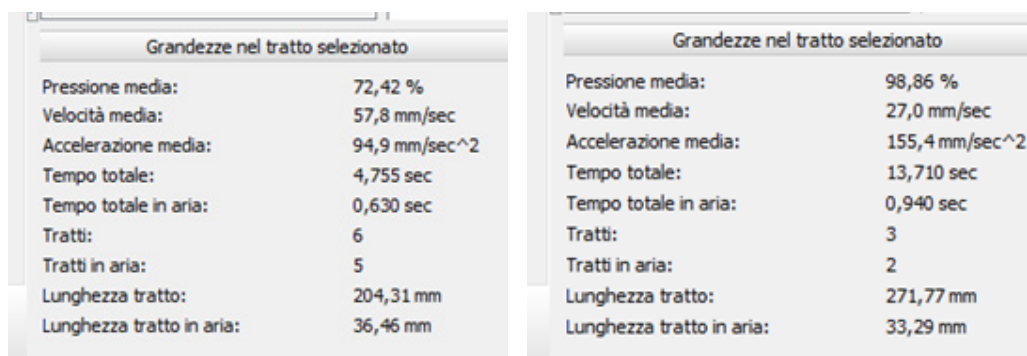 Grandezze nel tratto selezionato
Pressione media: 72,42 %
Velocità media: 57,8 mm/sec
Accelerazione media: 94,9 mm/sec^2
Tempo totale: 4,755 sec
Tempo totale in aria: 0,630 sec
Tratti: 6
Tratti in aria: 5
Lunghezza tratto: 204,31 mm
Lunghezza tratto in aria: 36,46 mm
Grandezze nel tratto selezionato
Pressione media: 98,86 %
Velocità media: 27,0 mm/sec
Accelerazione media: 155,4 mm/sec^2
Tempo totale: 13,710 sec
Tempo totale in aria: 0,940 sec
Tratti: 3
Tratti in aria: 2
Lunghezza tratto: 271,77 mm
Lunghezza tratto in aria: 33,29 mm